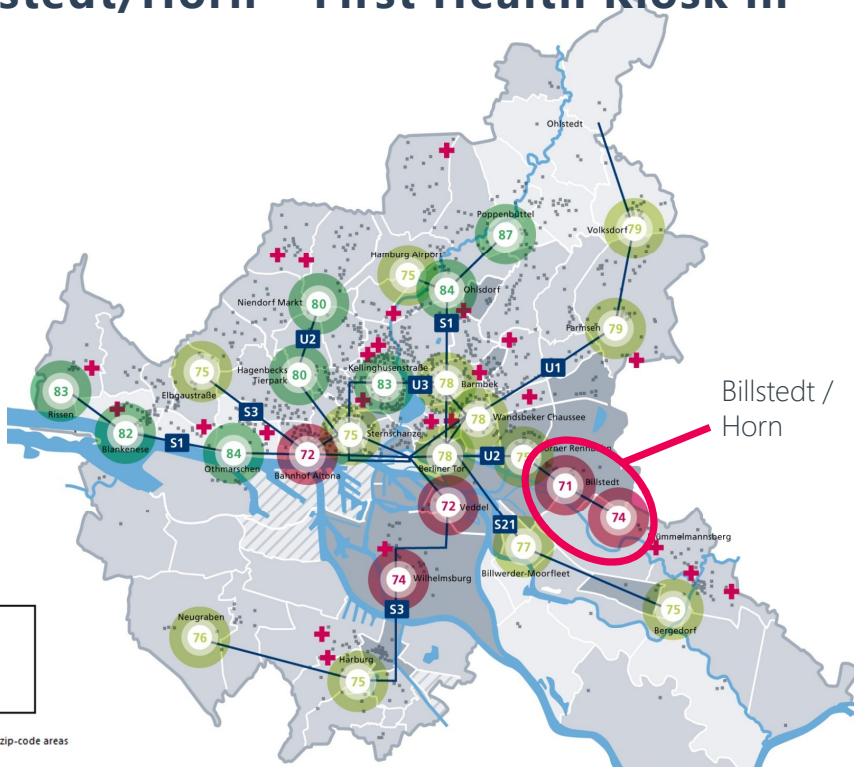 stedt/Horn – First Health Kiosk in
Ohlstedt
Poppenbüttel
87
Volksdorf
79
Hamburg Airport
75
84
Ohlsdorf
Niendorf Markt
80
S1
Farmsen
79
U2
Kellinghusenstraße
75
Elbgaustraße
Hagenbecks
Tierpark
80
83
U3
78
Barmbek
U1
83
Rissen
S3
78
Wandsbeker Chaussee
Billstedt /
Horn
82
Blankenese
S1
84
Othmarschen
72
Bahnhof Altona
75
Sternschanze
78
Berliner Tor
U2
71
Billstedt
72
Veddel
74
ümmelmannsberg
S21
77
Billwerder-Moorfleet
74
Wilhelmsburg
S3
75
Bergedorf
Neugraben
76
Harburg
75
zip-code areas